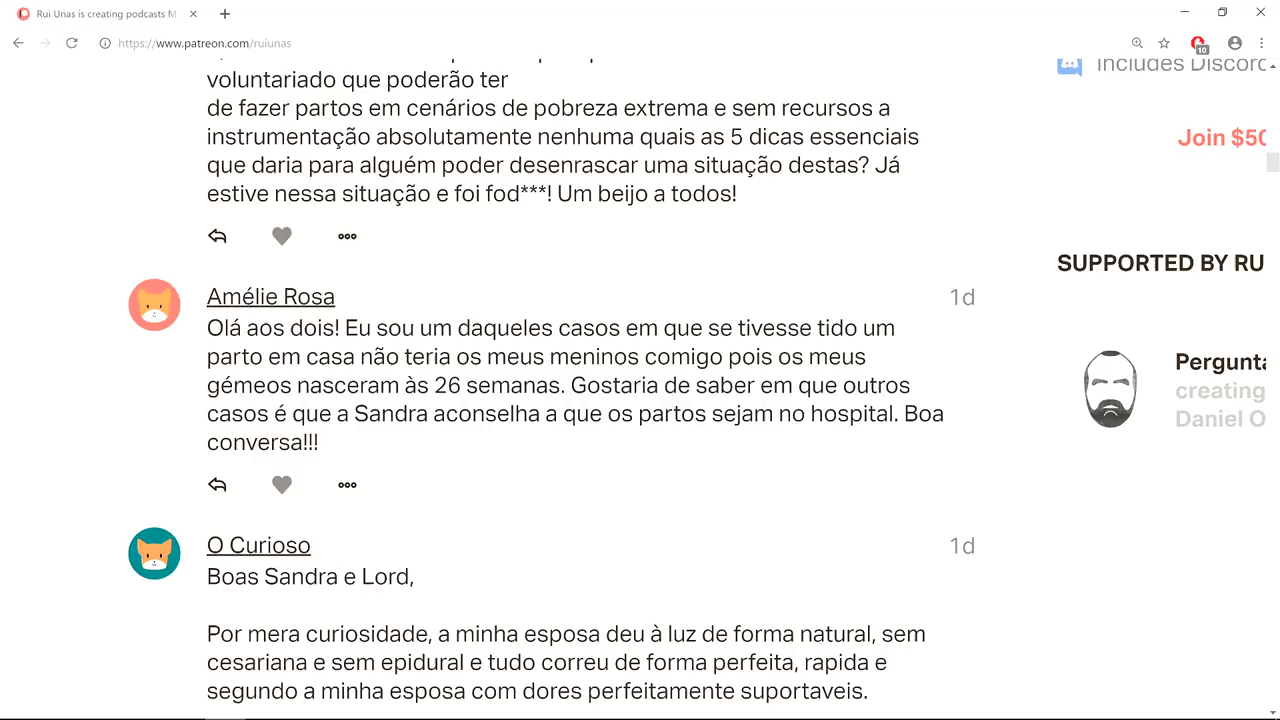 Rui Unas is creating podcasts M
https://www.patreon.com/ruiunas
10
voluntariado que poderão ter
de fazer partos em cenários de pobreza extrema e sem recursos a
instrumentação absolutamente nenhuma quais as 5 dicas essenciais
que daria para alguém poder desenrascar uma situação destas? Já
estive nessa situação e foi fod***! Um beijo a todos!
Amélie Rosa
1d
Olá aos dois! Eu sou um daqueles casos em que se tivesse tido um
parto em casa não teria os meus meninos comigo pois os meus
gémeos nasceram às 26 semanas. Gostaria de saber em que outros
casos é que a Sandra aconselha a que os partos sejam no hospital. Boa
conversa!!!
O Curioso
1d
Boas Sandra e Lord,
Por mera curiosidade, a minha esposa deu à luz de forma natural, sem
cesariana e sem epidural e tudo correu de forma perfeita, rapida e
segundo a minha esposa com dores perfeitamente suportaveis.
Includes Discord
Join $50
SUPPORTED BY RU
Pergunta
creating
Daniel O